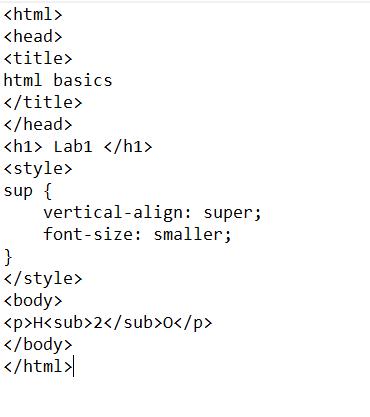 <html>
<head>
<title>
html basics
</title>
</head>
<h1> Lab1 </h1>
<style>
sup {
    vertical-align: super;
    font-size: smaller;
}
</style>
<body>
<p>H<sub>2</sub>O</p>
</body>
</html>